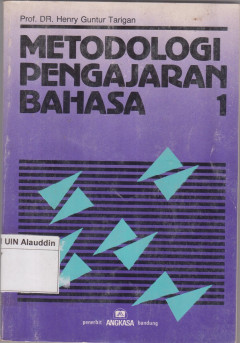 Prof. DR. Henry Guntur Tarigan
METODOLOGI
PENGAJARAN
BAHASA 1
UIN Alauddin
penerbit ANGKASA bandung